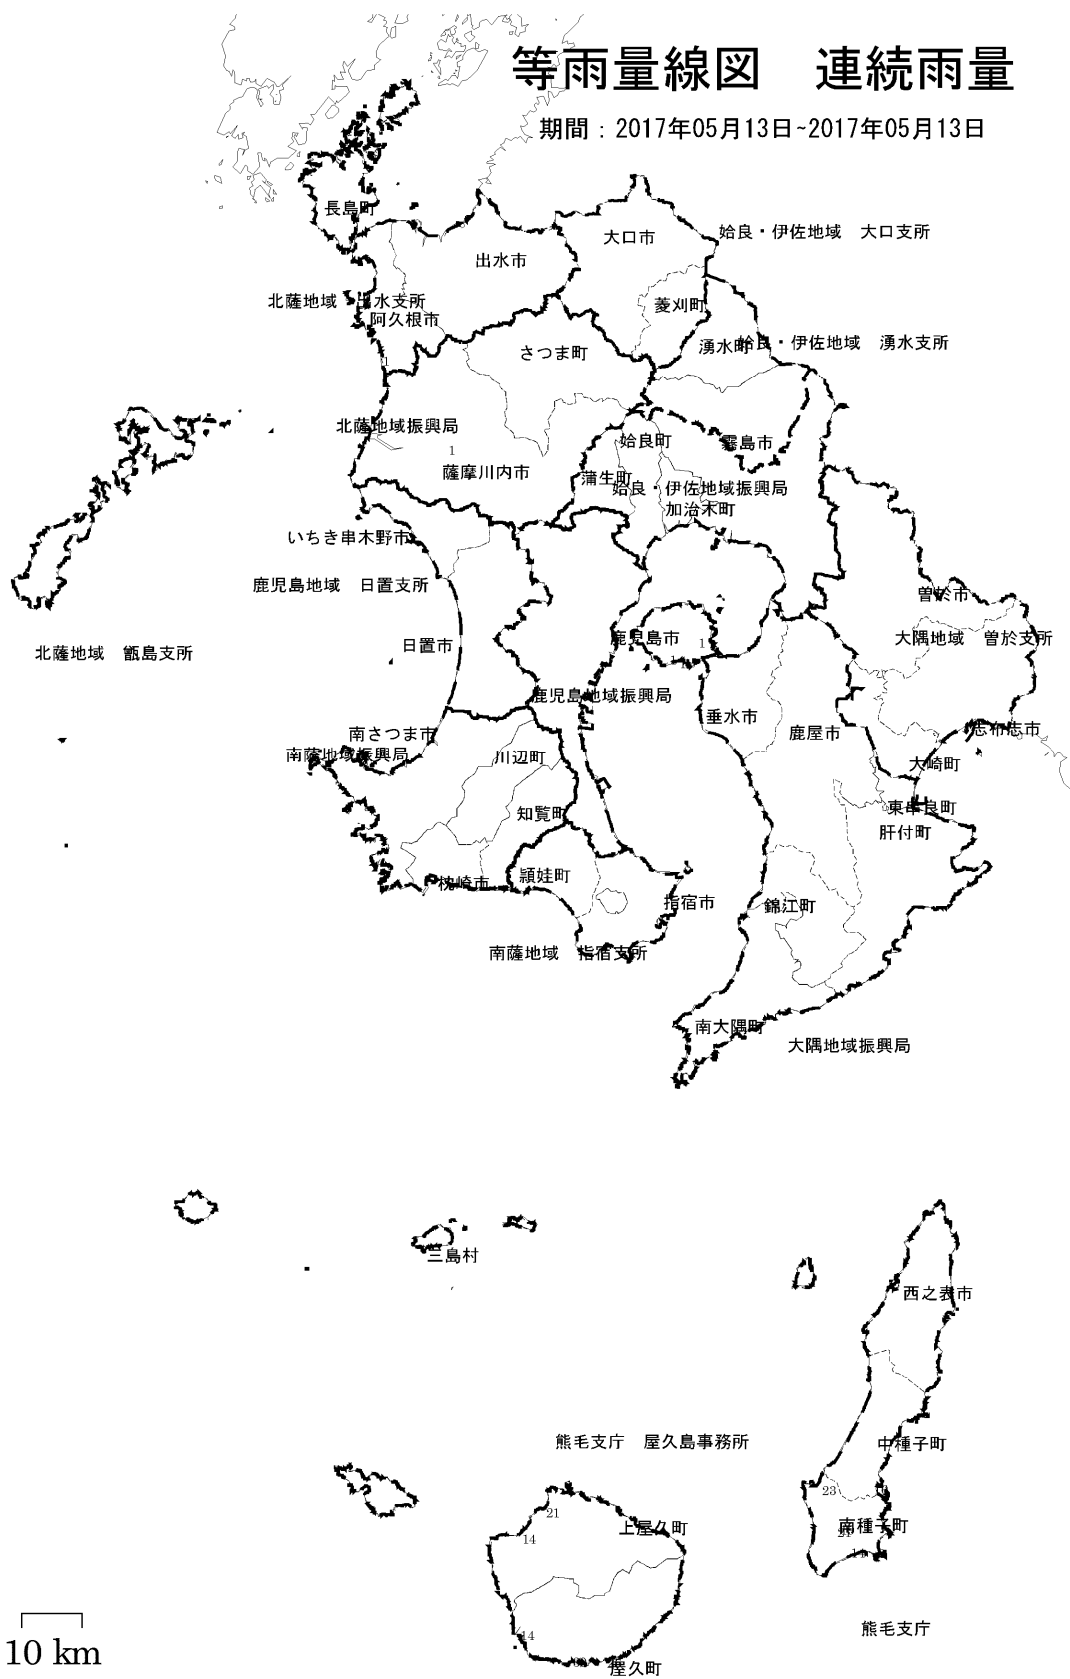 等雨量線図　連続雨量
期間：2017年05月13日~2017年05月13日
長島町
大口市
姶良・伊佐地域　大口支所
出水市
北薩地域　出水支所
菱刈町
阿久根市
湧水町
姶良・伊佐地域　湧水支所
さつま町
1
北薩地域振興局
姶良町
霧島市
1
薩摩川内市
蒲生町
姶良・伊佐地域振興局
加治木町
いちき串木野市
鹿児島地域　日置支所
曽於市
鹿児島市
1
大隅地域　曽於支所
日置市
北薩地域　甑島支所
鹿児島地域振興局
垂水市
南さつま市
鹿屋市
志布志市
南薩地域振興局
川辺町
大崎町
知覧町
東串良町
肝付町
枕崎市
頴娃町
指宿市
錦江町
南薩地域　指宿支所
南大隅町
大隅地域振興局
三島村
西之表市
熊毛支庁　屋久島事務所
中種子町
23
21
南種子町
上屋久町
14
14
熊毛支庁
屋久町
10 km